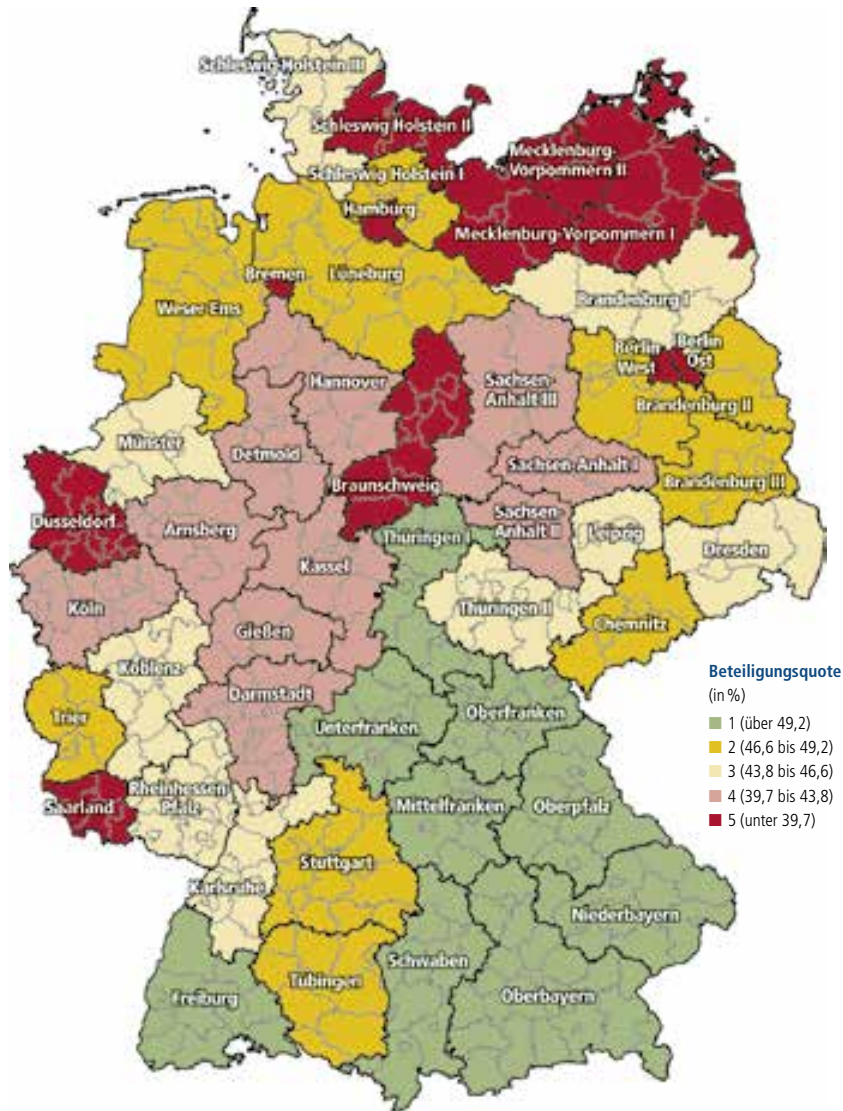 Schleswig-Holstein III
Schleswig Holstein II
Mecklenburg-
Vorpommern II
Schleswig Holstein I
Hamburg
Mecklenburg-Vorpommern I
Bremen
Lüneburg
Brandenburg I
Weser-Ems
Berlin
West
Berlin
Ost
Hannover
Sachsen-
Anhalt III
Brandenburg II
Münster
Detmold
Sachsen-Anhalt I
Braunschweig
Brandenburg III
Düsseldorf
Arnsberg
Sachsen-
Anhalt II
Leipzig
Thüringen I
Dresden
Kassel
Köln
Thüringen II
Chemnitz
Gießen
Koblenz
Darmstadt
Trier
Unterfranken
Oberfranken
Beteiligungsquote
(in %)
1 (über 49,2)
2 (46,6 bis 49,2)
3 (43,8 bis 46,6)
4 (39,7 bis 43,8)
5 (unter 39,7)
Saarland
Rheinhessen-
Pfalz
Mittelfranken
Oberpfalz
Stuttgart
Karlsruhe
Niederbayern
Schwaben
Tübingen
Freiburg
Oberbayern